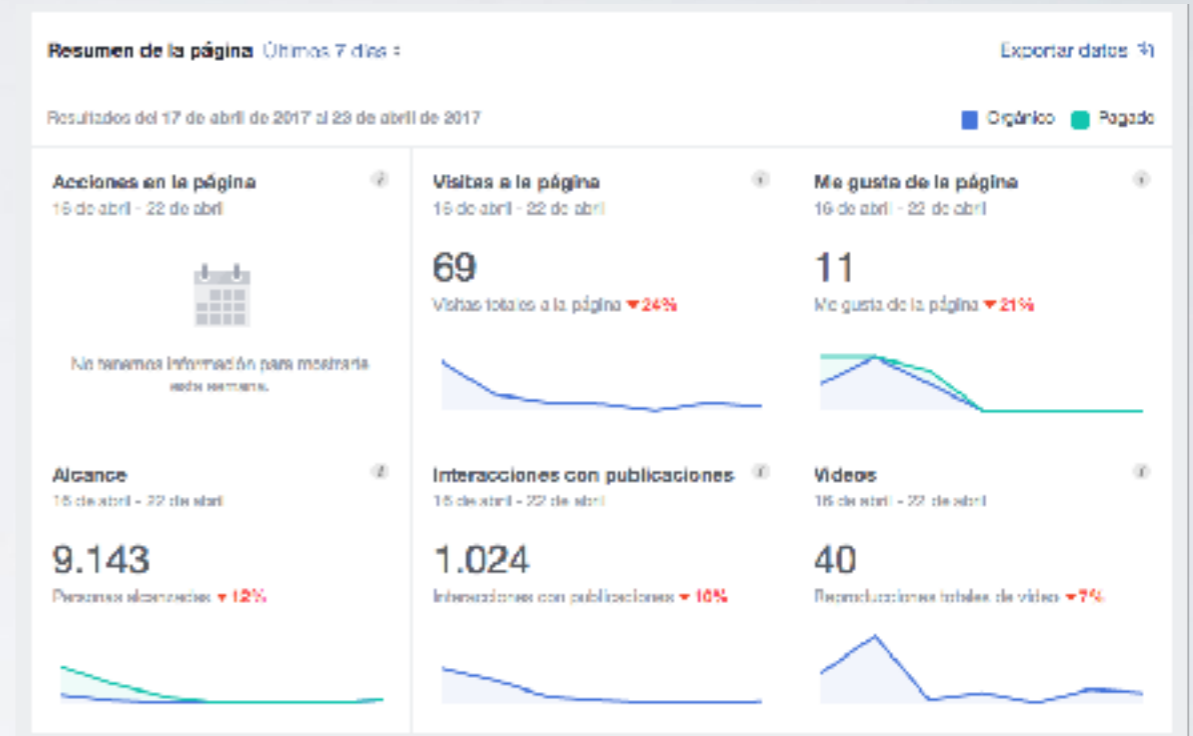 Resumen de la página Últimos 7 días
Exportar datos
Resultados del 17 de abril de 2017 al 23 de abril de 2017
Orgánico Pagado
Acciones en la página
16 de abril - 22 de abril
No tenemos información para mostrarte
esta semana.
Visitas a la página
16 de abril - 22 de abril
69
Visitas totales a la página 24%
Me gusta de la página
16 de abril - 22 de abril
11
Me gusta de la página 21%
Alcance
16 de abril - 22 de abril
9.143
Personas alcanzadas 12%
Interacciones con publicaciones
16 de abril - 22 de abril
1.024
Interacciones con publicaciones 10%
Videos
16 de abril - 22 de abril
40
Reproducciones totales de video 7%